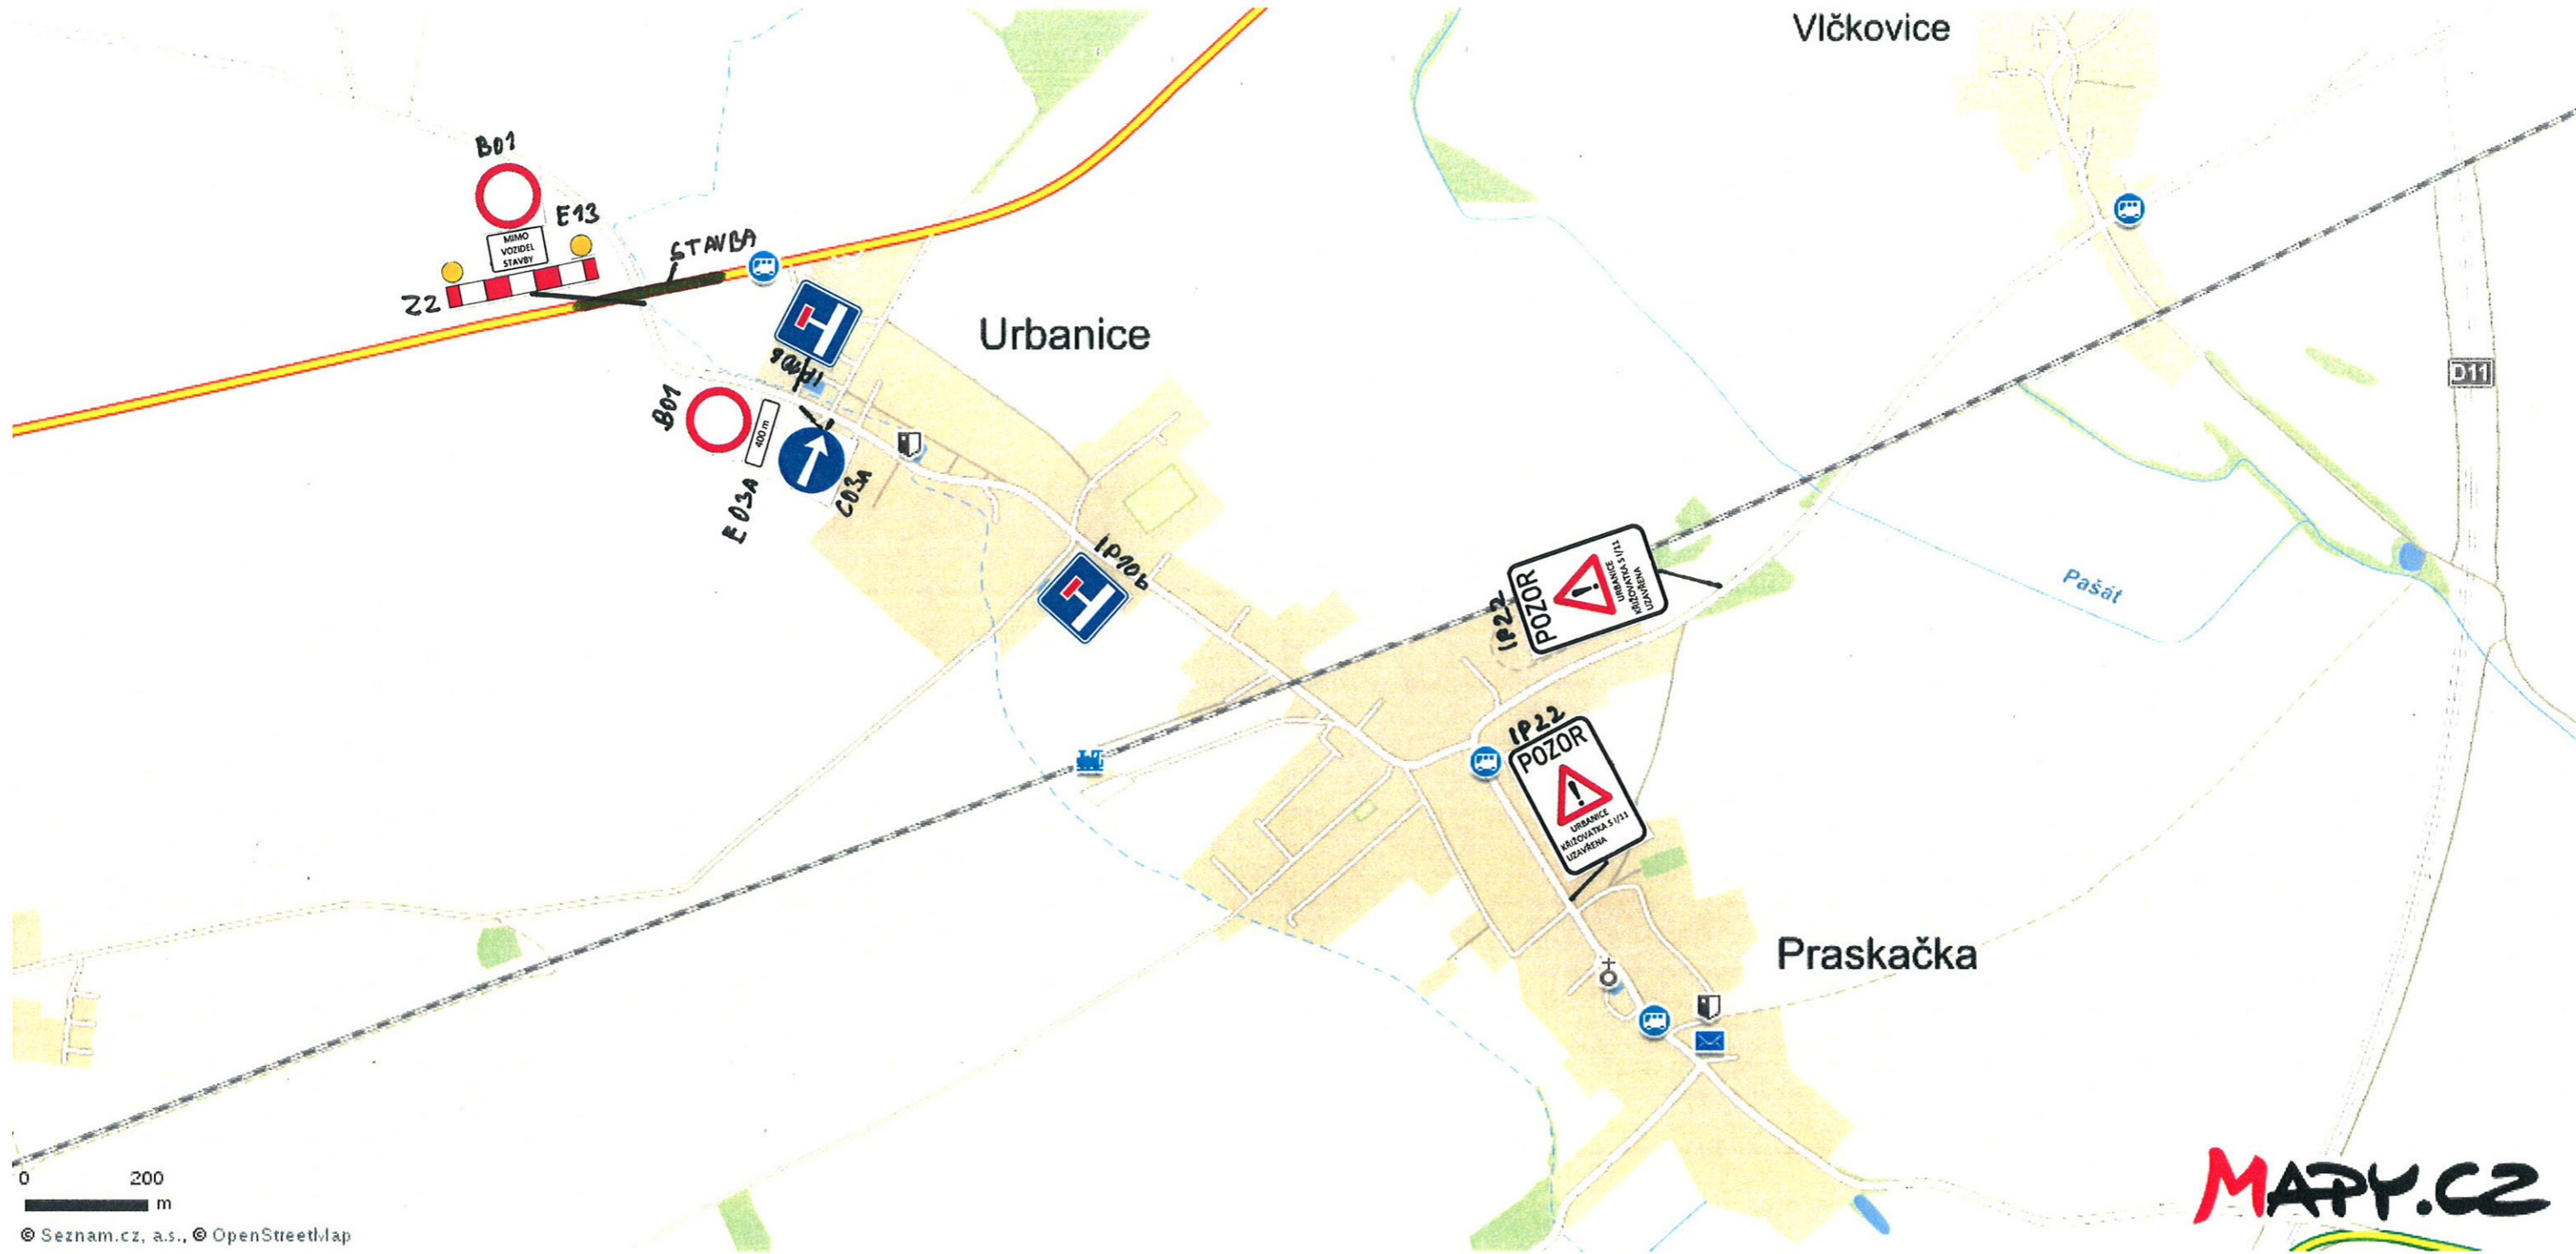 Vlčkovice
B01
E13
MIMO
VOZIDEL
STAVBY
Z2
STAVBA
Urbanice
IP10b
B01
400 m
E03A
C03A
IP10b
D11
IP22
POZOR
URBANICE
KŘIŽOVATKA S I/11
UZAVŘENA
Pašát
IP22
POZOR
URBANICE
KŘIŽOVATKA S I/11
UZAVŘENA
Praskačka
0 200
m
© Seznam.cz, a.s., © OpenStreetMap
MAPY.CZ